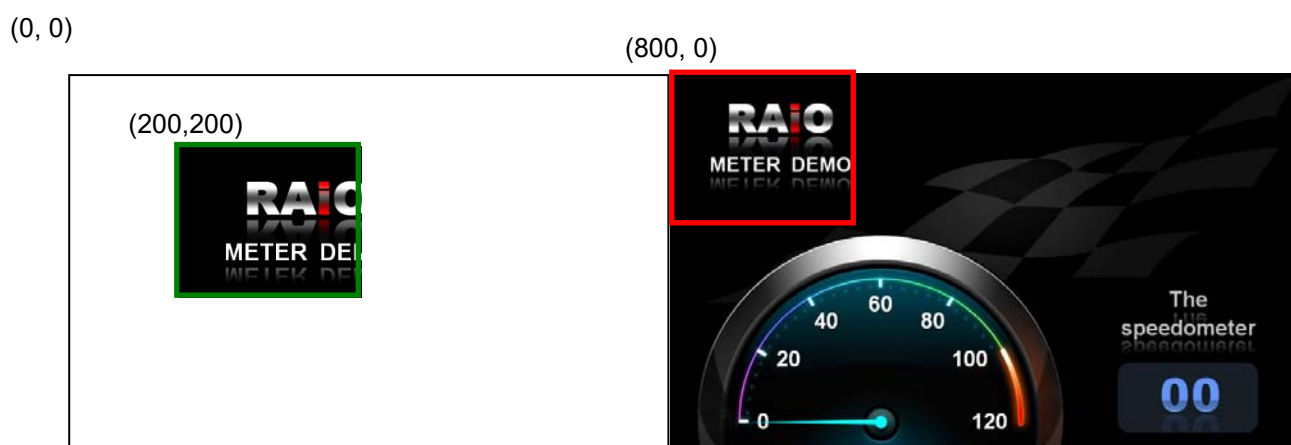 (0, 0)
(800, 0)
(200,200)
RAiO
METER DEMO
RAiO
METER DE
The
speedometer
00
0
20
40
60
80
100
120